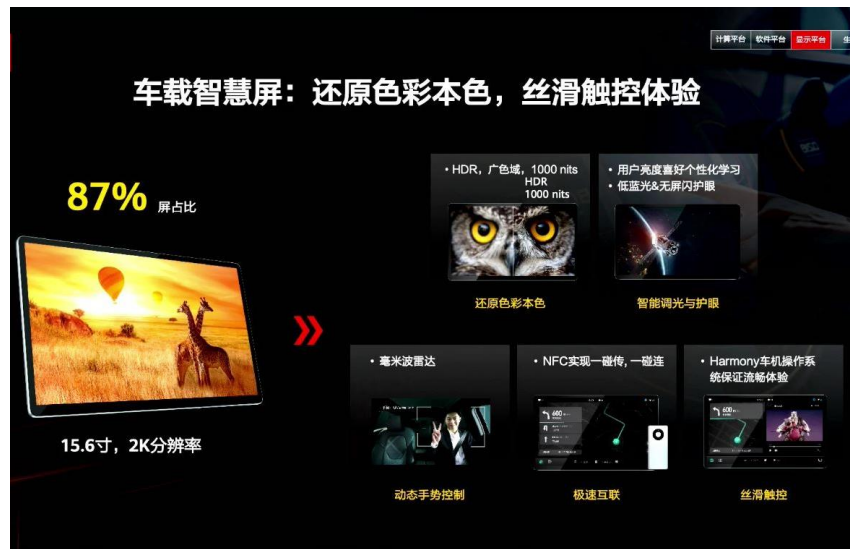 计算平台 软件平台 显示平台 生
车载智慧屏：还原色彩本色，丝滑触控体验
87% 屏占比
15.6寸，2K分辨率
• HDR，广色域，1000 nits
HDR
1000 nits
还原色彩本色
• 用户亮度喜好个性化学习
• 低蓝光&无屏闪护眼
智能调光与护眼
• 毫米波雷达
动态手势控制
• NFC实现一碰传, 一碰连
600
极速互联
• Harmony车机操作系
统保证流畅体验
600
丝滑触控